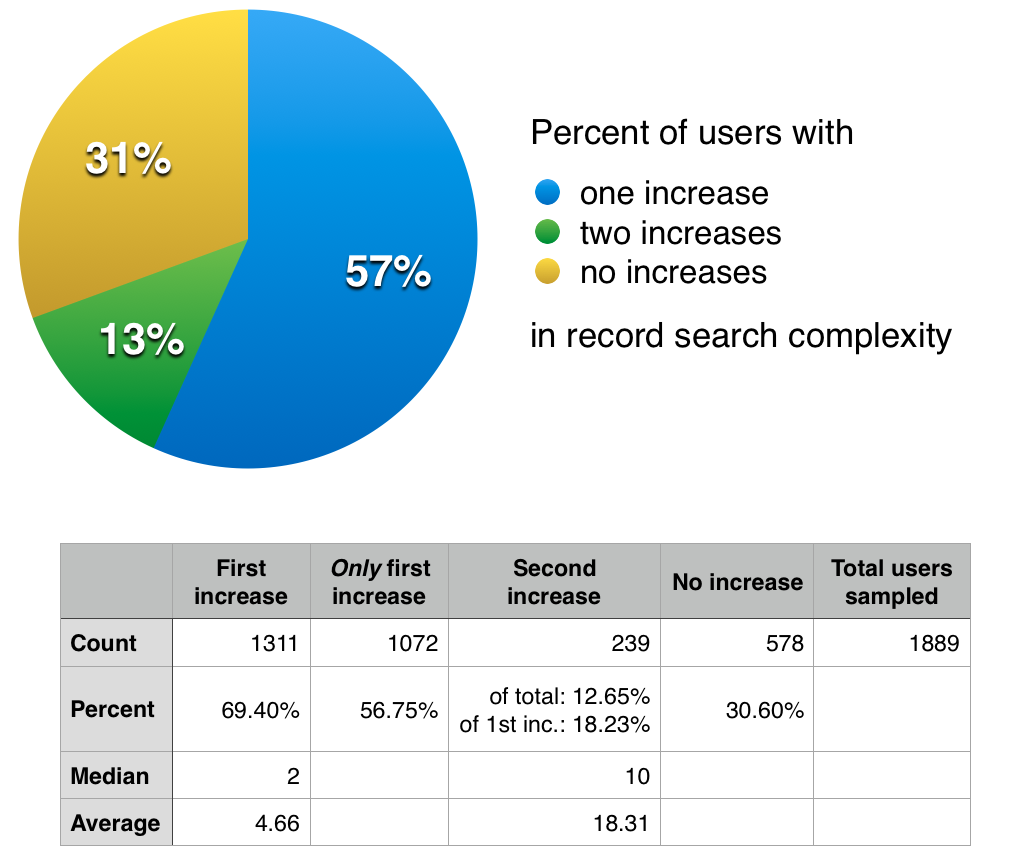 31%
57%
13%
Percent of users with
one increase
two increases
no increases
in record search complexity
First increase Only first increase Second increase No increase Total users sampled
Count 1311 1072 239 578 1889
Percent 69.40% 56.75% of total: 12.65% of 1st inc.: 18.23% 30.60%
Median 2 10
Average 4.66 18.31